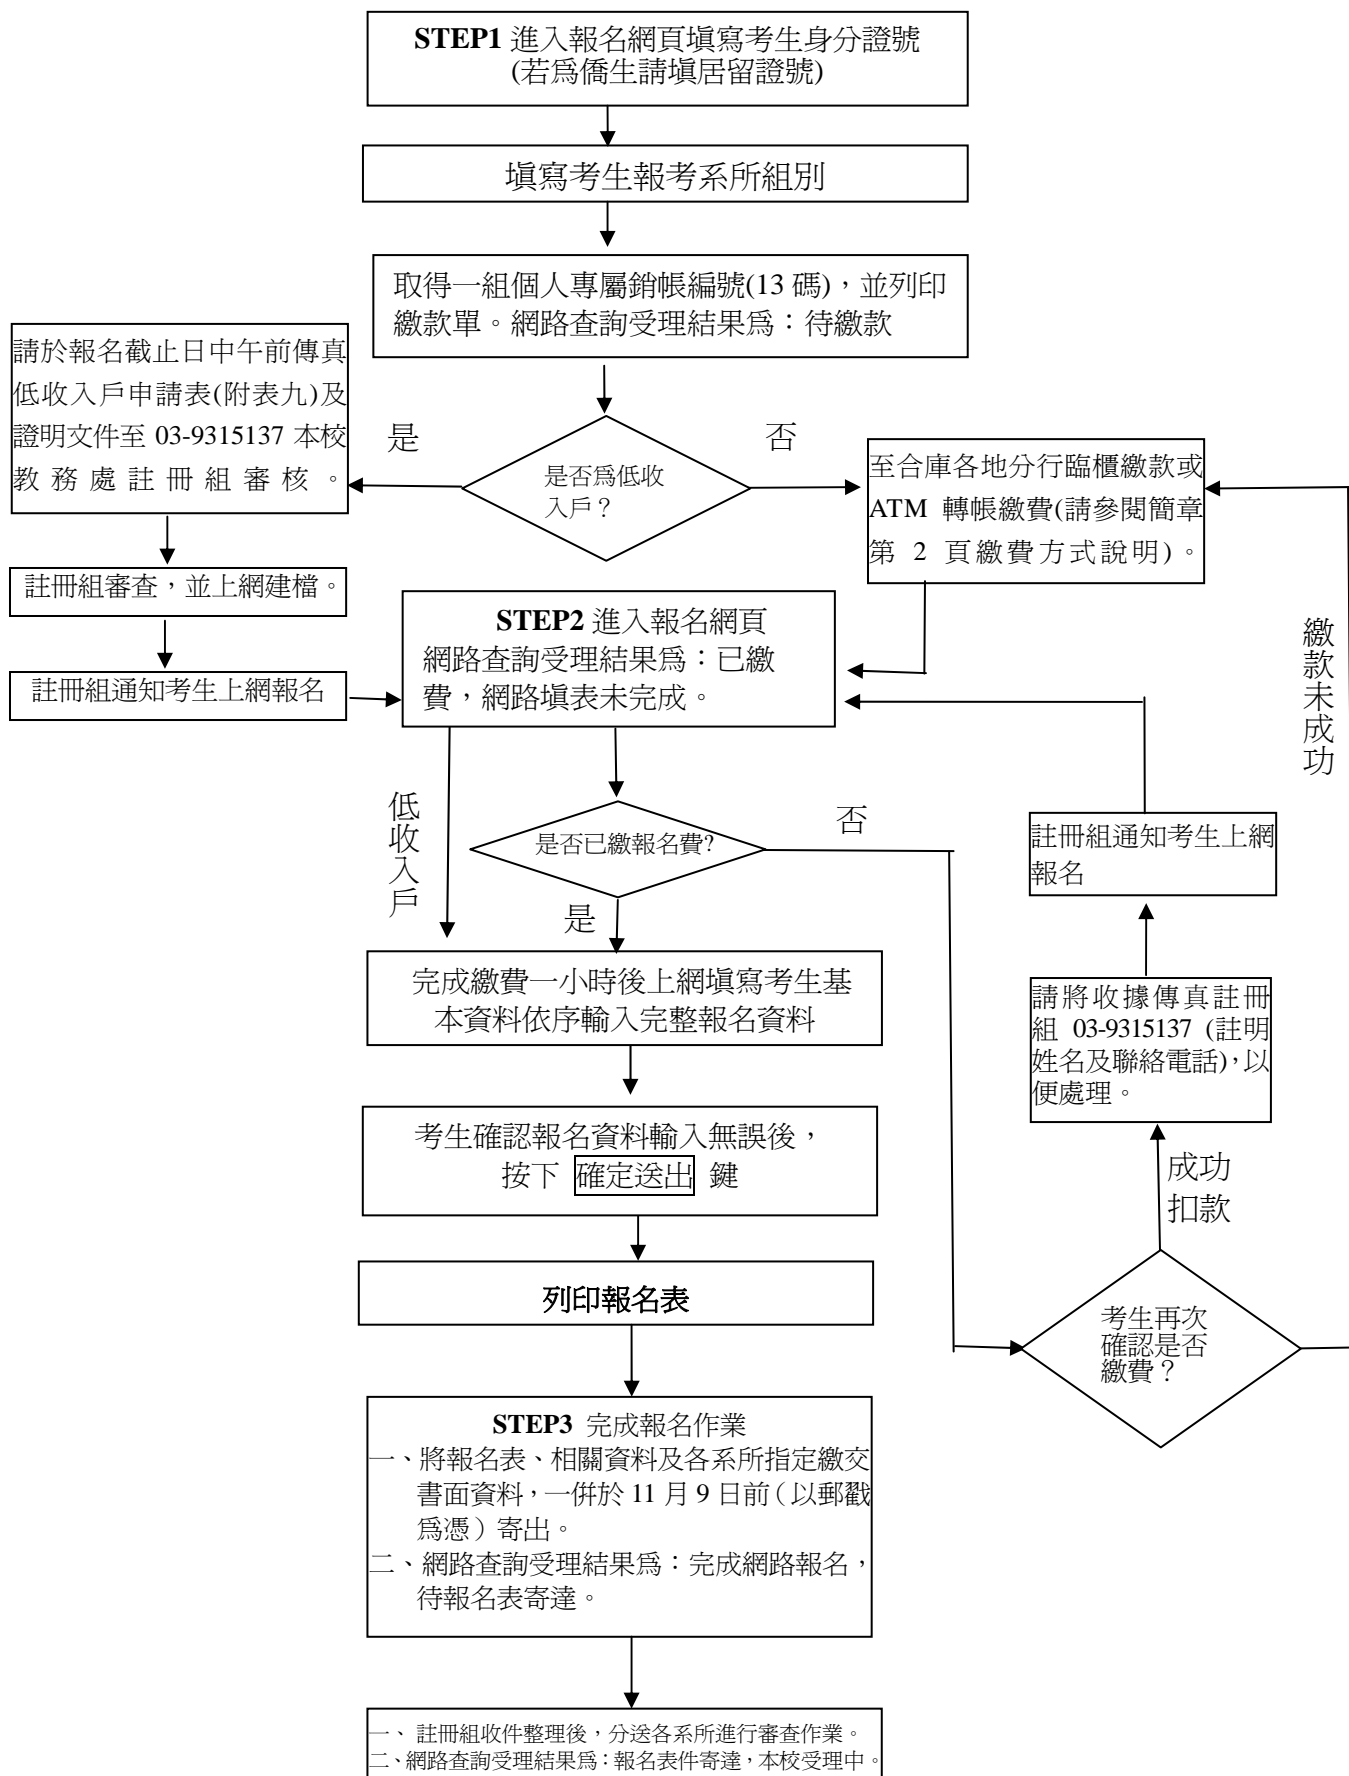 STEP1 進入報名網頁填寫考生身分證號
(若為僑生請填居留證號)
填寫考生報考系所組別
取得一組個人專屬銷帳編號(13 碼)，並列印
繳款單。網路查詢受理結果為：待繳款
請於報名截止日中午前傳真
低收入戶申請表(附表九)及
證明文件至 03-9315137 本校
教務處註冊組審核。
是
是否為低收
入戶？
否
至合庫各地分行臨櫃繳款或
ATM 轉帳繳費(請參閱簡章
第 2 頁繳費方式說明)。
註冊組審查，並上網建檔。
註冊組通知考生上網報名
STEP2 進入報名網頁
網路查詢受理結果為：已繳
費，網路填表未完成。
繳款未成功
低收入戶
是否已繳報名費?
否
是
註冊組通知考生上網
報名
完成繳費一小時後上網填寫考生基
本資料依序輸入完整報名資料
請將收據傳真註冊
組 03-9315137 (註明
姓名及聯絡電話)，以
便處理。
考生確認報名資料輸入無誤後，
按下 確定送出 鍵
成功
扣款
列印報名表
考生再次
確認是否
繳費？
STEP3 完成報名作業
一、將報名表、相關資料及各系所指定繳交
書面資料，一併於 11 月 9 日前（以郵戳
為憑）寄出。
二、網路查詢受理結果為：完成網路報名，
待報名表寄達。
一、 註冊組收件整理後，分送各系所進行審查作業。
二、網路查詢受理結果為：報名表件寄達，本校受理中。